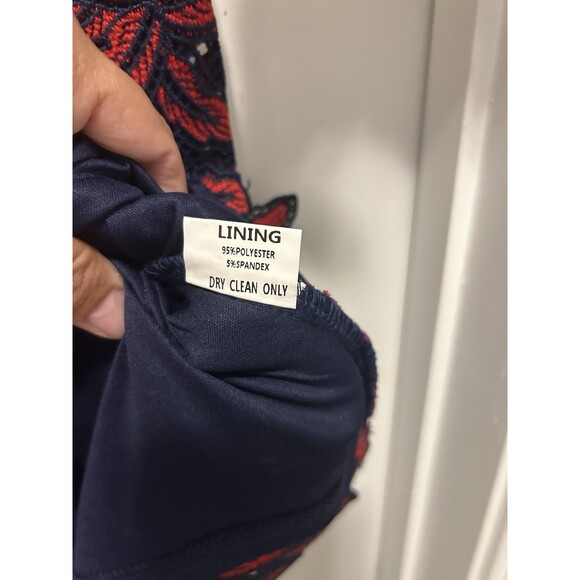 LINING
95%POLYESTER
5%SPANDEX
DRY CLEAN ONLY